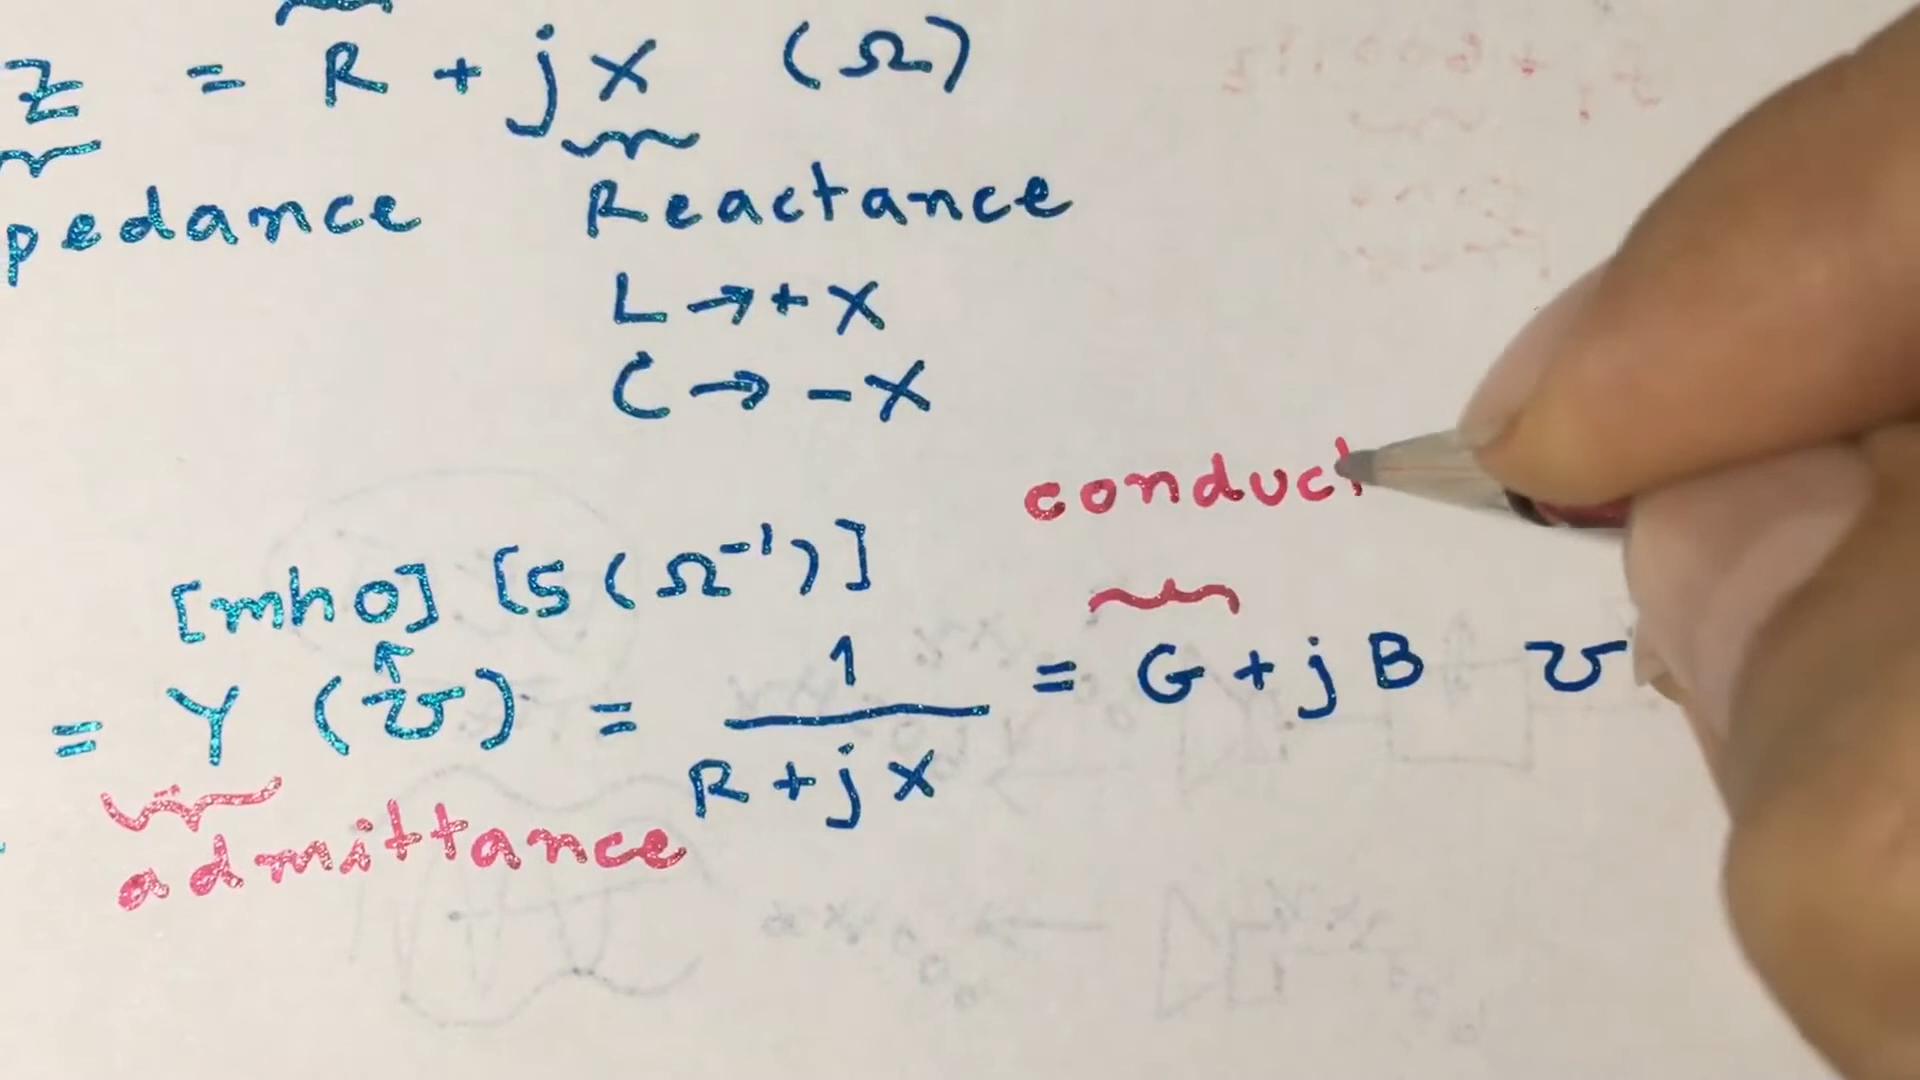 Z = R + jX (Ω)
pedance Reactance
L → + X
C → - X
conduct
[mho] [S (Ω⁻¹)]
= Y (℧) = 1 / (R + jX) = G + jB ℧
admittance